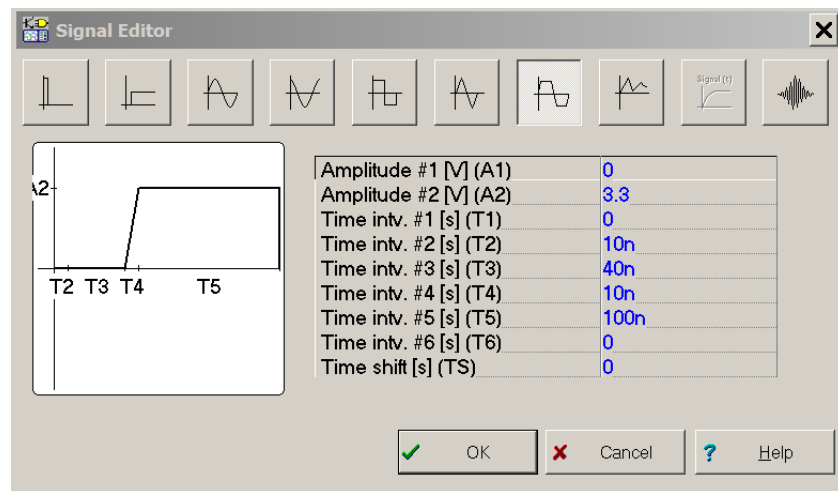 Signal Editor
Signal (t)
A2
T2 T3 T4 T5
Amplitude #1 [V] (A1) 0
Amplitude #2 [V] (A2) 3.3
Time intv. #1 [s] (T1) 0
Time intv. #2 [s] (T2) 10n
Time intv. #3 [s] (T3) 40n
Time intv. #4 [s] (T4) 10n
Time intv. #5 [s] (T5) 100n
Time intv. #6 [s] (T6) 0
Time shift [s] (TS) 0
OK Cancel ? Help